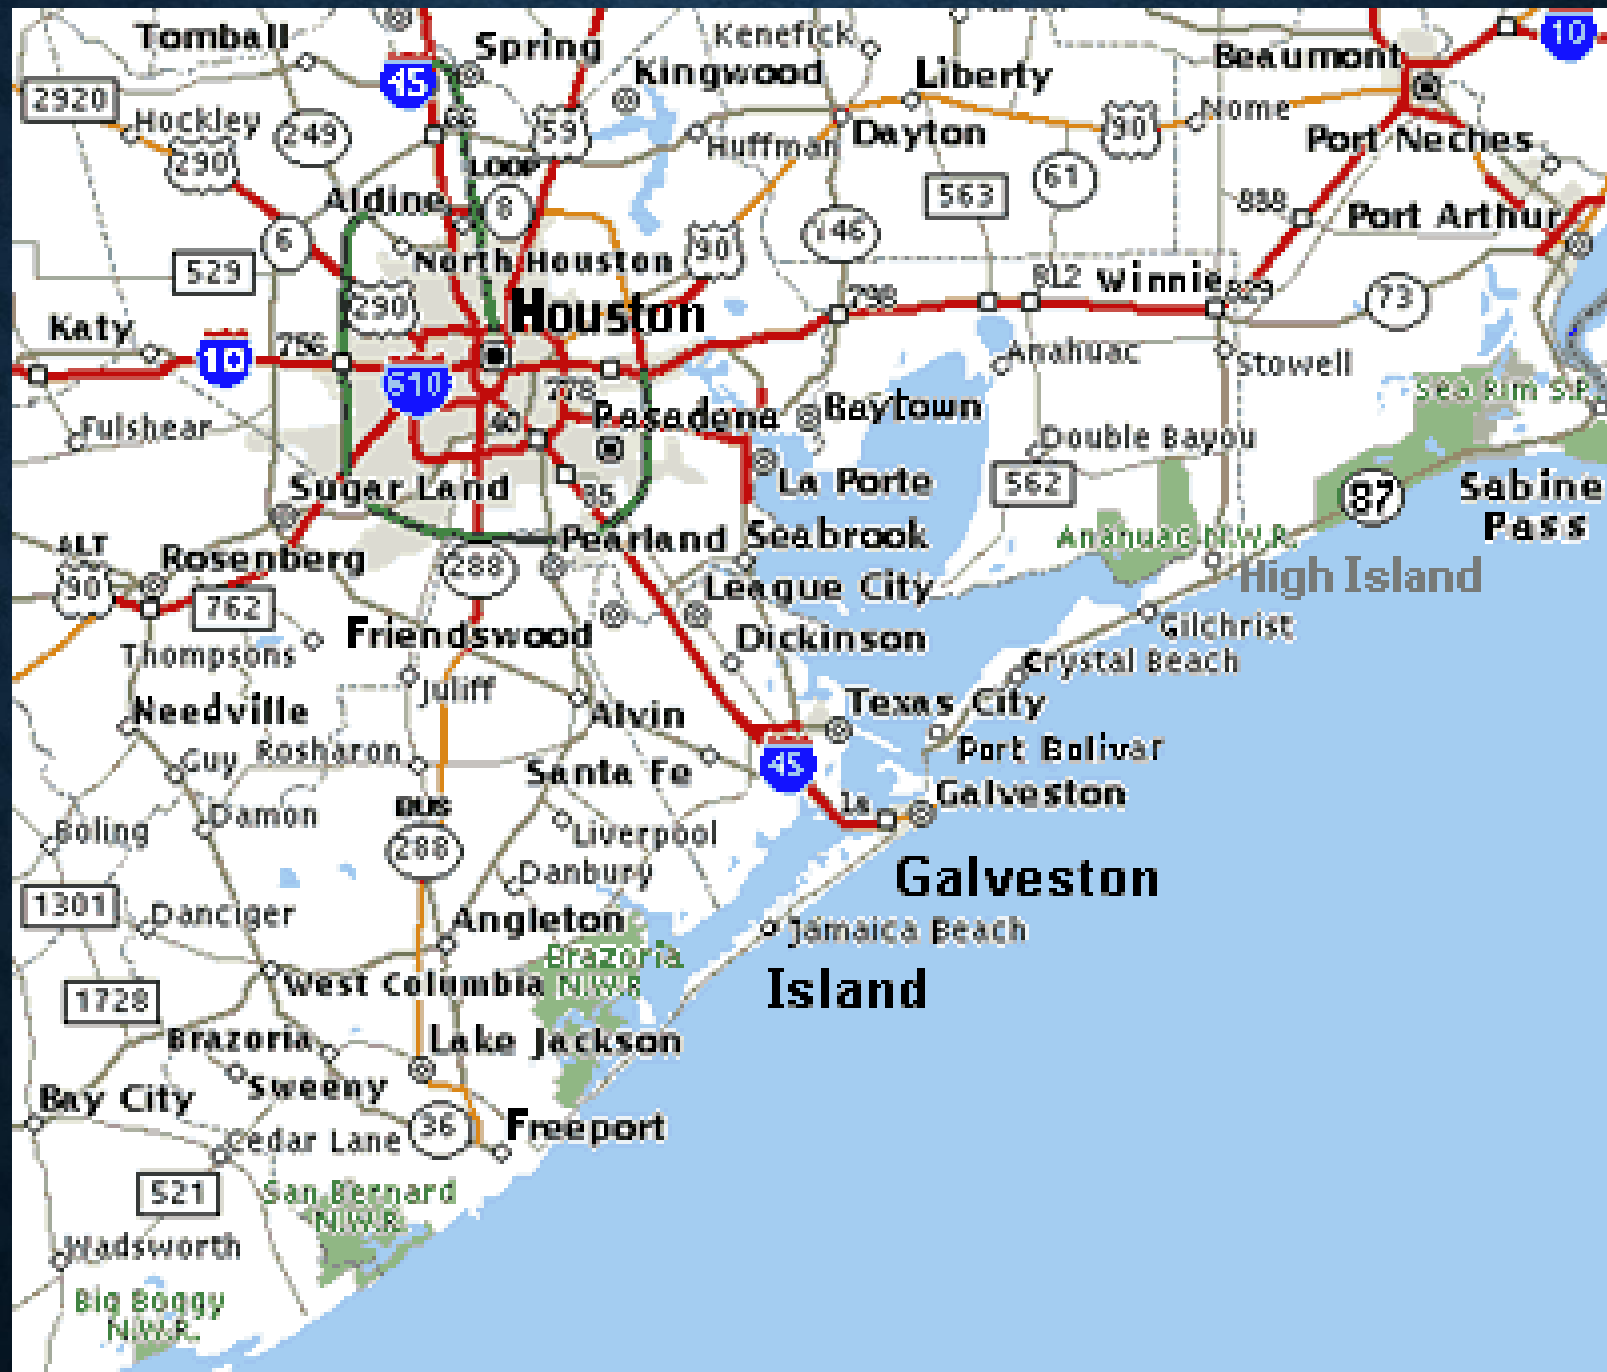 Tomball
Spring
Kenefick
Beaumont
10
45
Kingwood
Liberty
2920
Hockley
249
59
Huffman
Dayton
90
Nome
Port Neches
290
LOOP
8
61
563
Aldine
838
Port Arthur
6
146
529
North Houston
90
812
Winnie
829
73
290
Houston
798
Katy
10
756
610
778
Anahuac
Stowell
Sea Rim S.P.
Fulshear
40
Pasadena
Baytown
Double Bayou
Sugar Land
35
La Porte
562
87
Sabine
Pass
ALT
90
Rosenberg
Pearland
Seabrook
Anahuac N.W.R.
288
High Island
762
League City
Gilchrist
Thompsons
Friendswood
Dickinson
Crystal Beach
Juliff
Needville
Alvin
Texas City
Guy
Rosharon
Port Bolivar
Santa Fe
45
BUS
288
1a
Galveston
Boling
Damon
Liverpool
Danbury
Galveston
1301
Danciger
Angleton
Jamaica Beach
Brazoria
N.W.R.
West Columbia
Island
1728
Brazoria
Lake Jackson
Sweeny
Bay City
36
Freeport
Cedar Lane
521
San Bernard
N.W.R.
Wadsworth
Big Boggy
N.W.R.